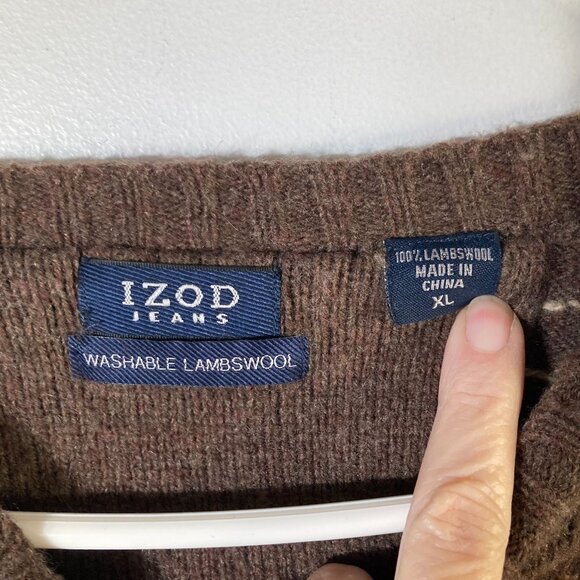 IZOD
JEANS
WASHABLE LAMBSWOOL
100% LAMBSWOOL
MADE IN
CHINA
XL